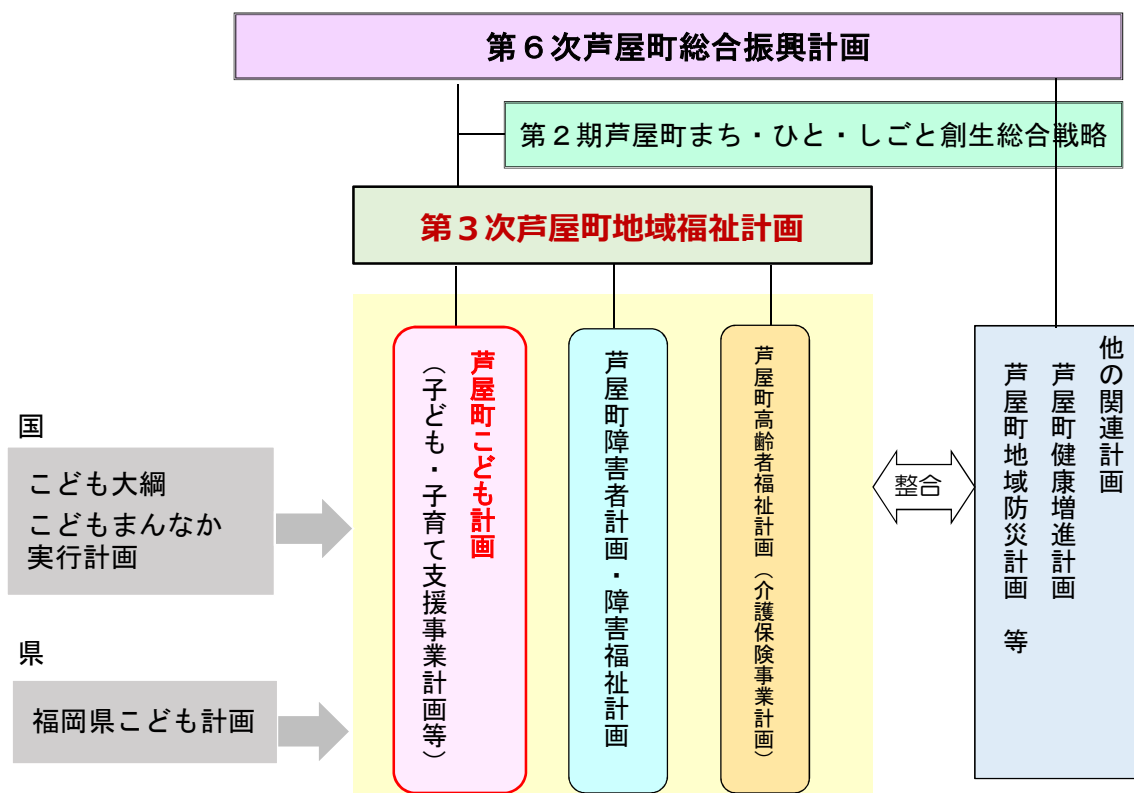 第６次芦屋町総合振興計画
第２期芦屋町まち・ひと・しごと創生総合戦略
第３次芦屋町地域福祉計画
国
こども大綱
こどもまんなか
実行計画
県
福岡県こども計画
芦屋町こども計画
（子ども・子育て支援事業計画等）
芦屋町障害者計画・障害福祉計画
芦屋町高齢者福祉計画（介護保険事業計画）
整合
他の関連計画
芦屋町健康増進計画
芦屋町地域防災計画　等